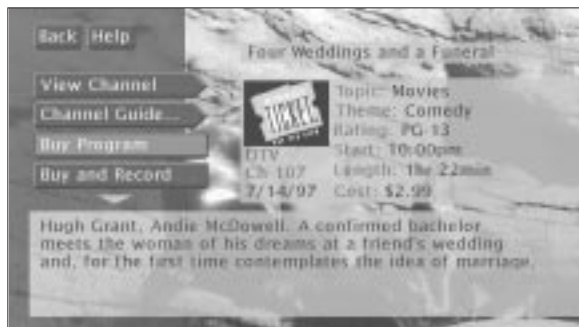 Back Help
Four Weddings and a Funeral
View Channel
Channel Guide...
Buy Program
Buy and Record
TICKET
DTV
Ch 107
7/14/97
Topic: Movies
Theme: Comedy
Rating: PG-13
Start: 10:00pm
Length: 1hr 22min
Cost: $2.99
Hugh Grant, Andie McDowell. A confirmed bachelor
meets the woman of his dreams at a friend's wedding
and, for the first time contemplates the idea of marriage.